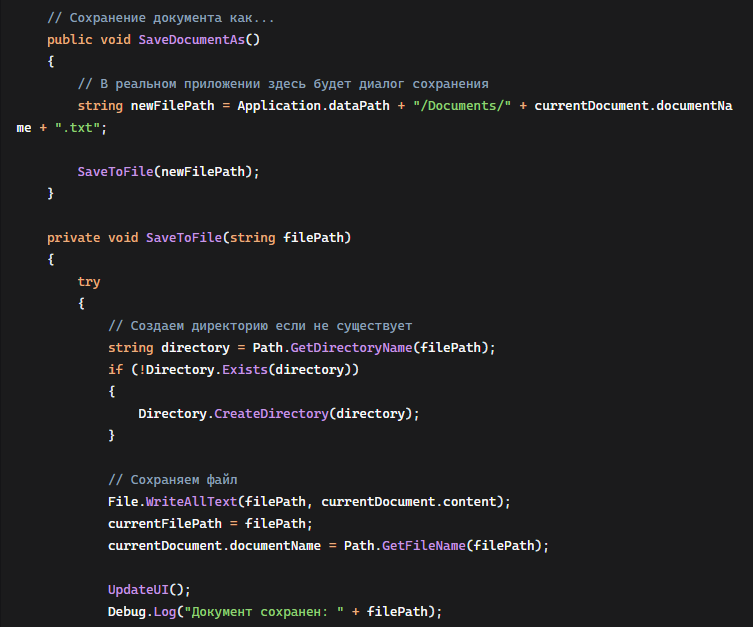 // Сохранение документа как...
public void SaveDocumentAs()
{
// В реальном приложении здесь будет диалог сохранения
string newFilePath = Application.dataPath + "/Documents/" + currentDocument.documentNa
me + ".txt";
SaveToFile(newFilePath);
}
private void SaveToFile(string filePath)
{
try
{
// Создаем директорию если не существует
string directory = Path.GetDirectoryName(filePath);
if (!Directory.Exists(directory))
{
Directory.CreateDirectory(directory);
}
// Сохраняем файл
File.WriteAllText(filePath, currentDocument.content);
currentFilePath = filePath;
currentDocument.documentName = Path.GetFileName(filePath);
UpdateUI();
Debug.Log("Документ сохранен: " + filePath);